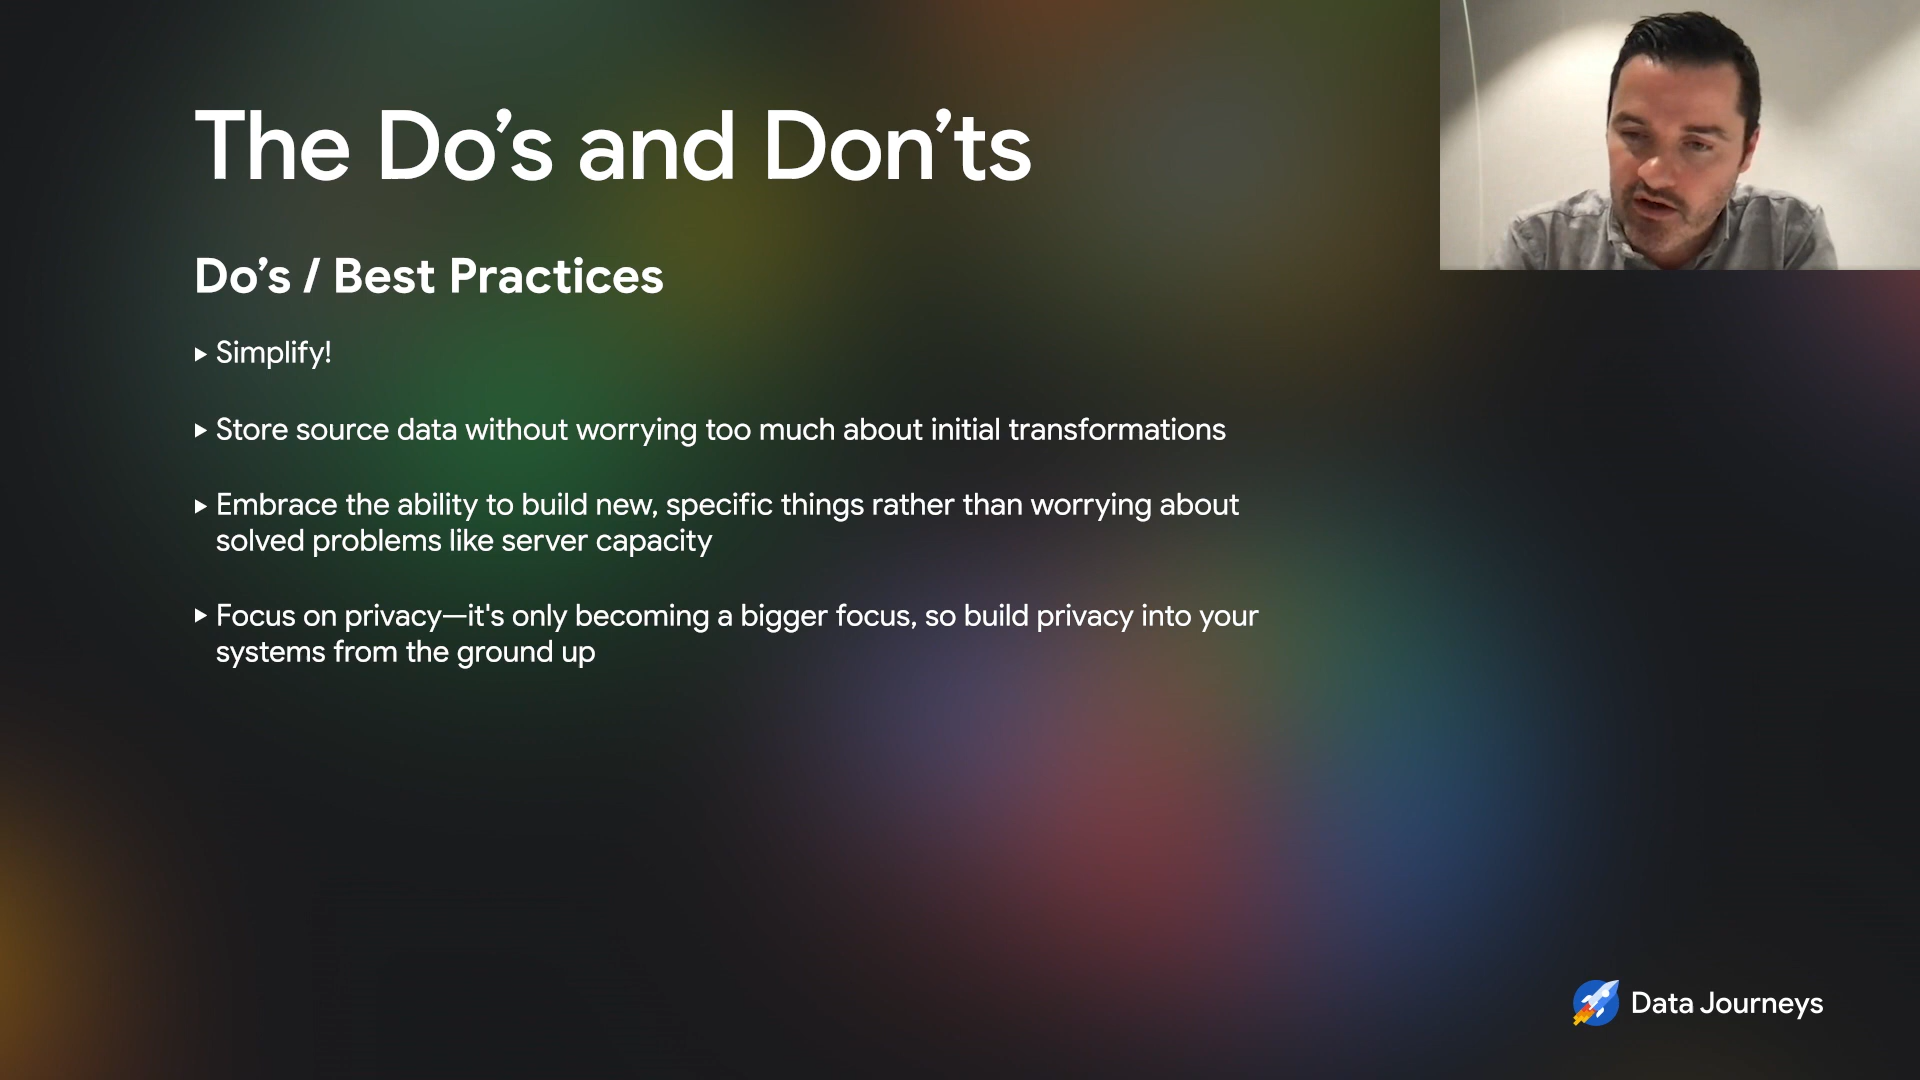 The Do’s and Don’ts
Do’s / Best Practices
Simplify!
Store source data without worrying too much about initial transformations
Embrace the ability to build new, specific things rather than worrying about
solved problems like server capacity
Focus on privacy—it's only becoming a bigger focus, so build privacy into your
systems from the ground up
Data Journeys